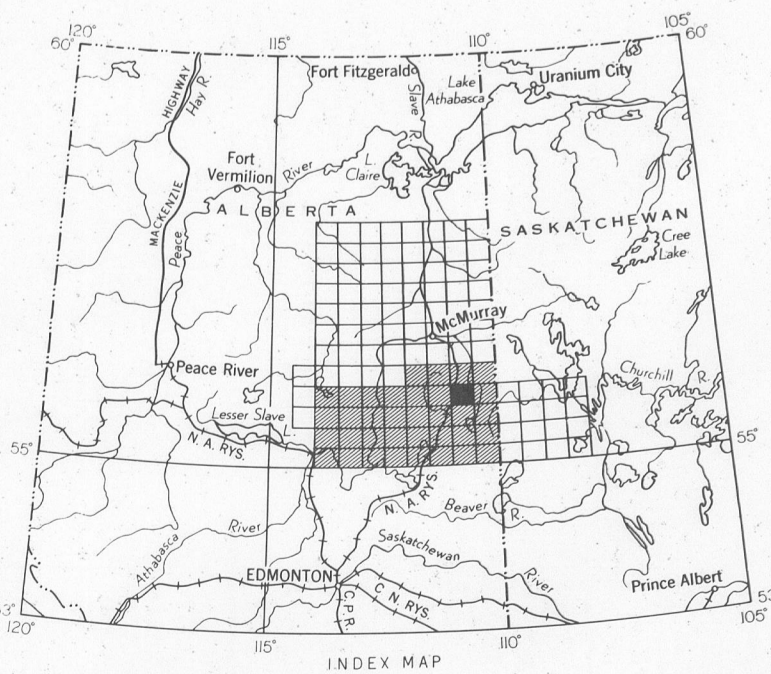 120°
60°
115°
110°
105°
60°
HIGHWAY
Hay R.
Fort Fitzgerald
Slave R.
Lake
Athabasca
Uranium City
Fort
Vermilion
River
L.
Claire
ALBERTA
MACKENZIE
Peace
SASKATCHEWAN
Cree
Lake
McMurray
Peace River
Churchill R.
Lesser Slave L.
N. A. RYS.
55°
55°
N. A. RYS.
Beaver R.
Athabasca River
Saskatchewan River
EDMONTON
C.P.R.
C N. RYS.
Prince Albert
53°
120°
115°
110°
53
105°
INDEX MAP